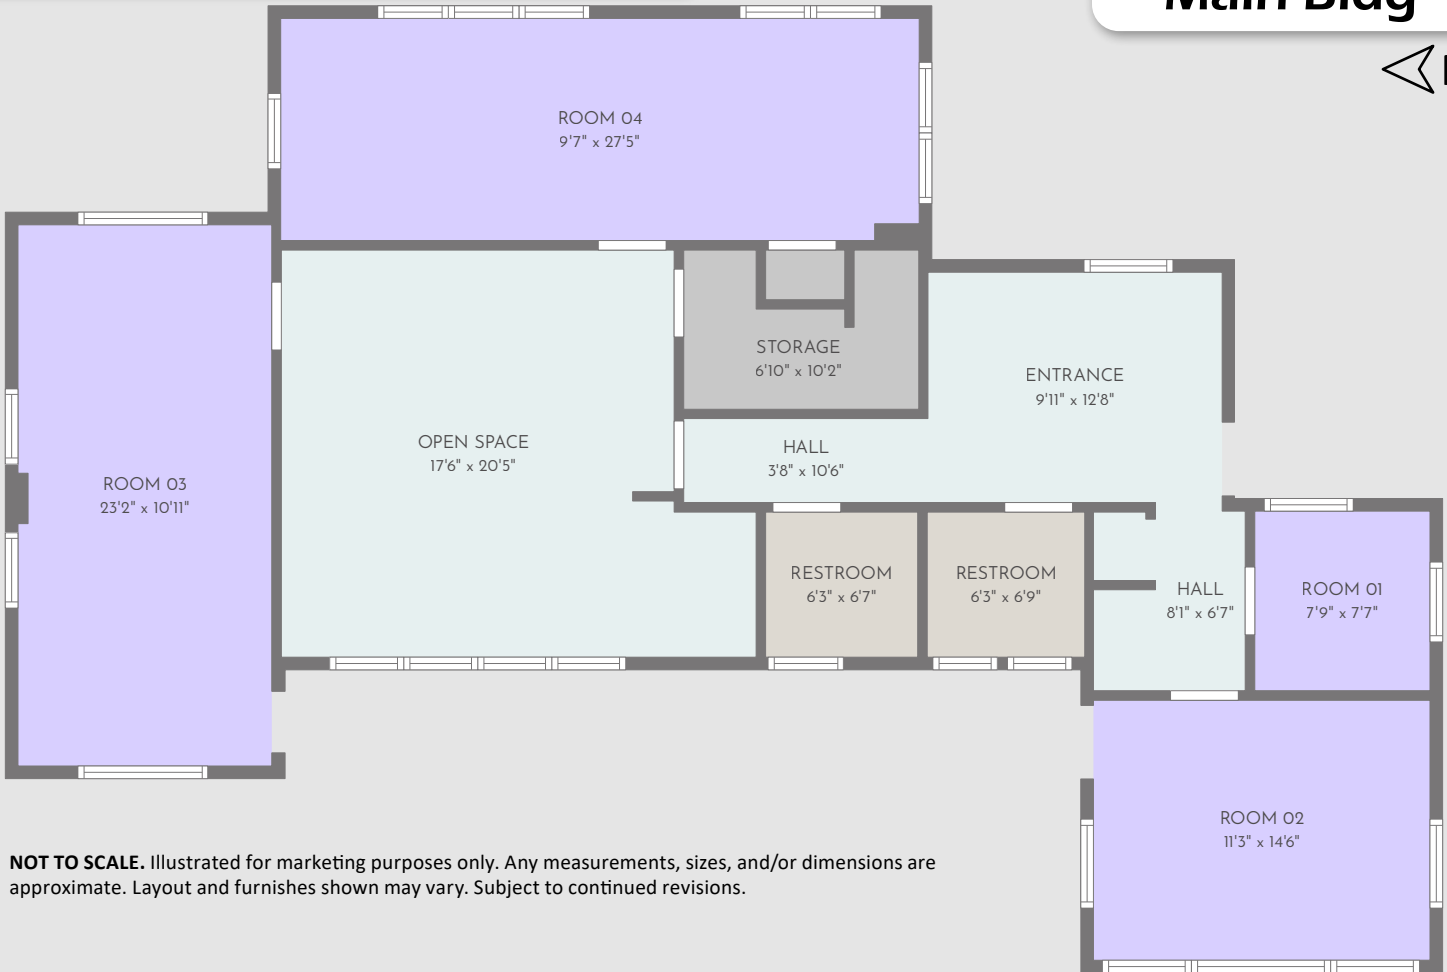 Main Bldg
ROOM 04
9'7" x 27'5"
STORAGE
6'10" x 10'2"
ENTRANCE
9'11" x 12'8"
OPEN SPACE
17'6" x 20'5"
HALL
3'8" x 10'6"
ROOM 03
23'2" x 10'11"
RESTROOM
6'3" x 6'7"
RESTROOM
6'3" x 6'9"
HALL
8'1" x 6'7"
ROOM 01
7'9" x 7'7"
ROOM 02
11'3" x 14'6"
NOT TO SCALE. Illustrated for marketing purposes only. Any measurements, sizes, and/or dimensions are
approximate. Layout and furnishes shown may vary. Subject to continued revisions.